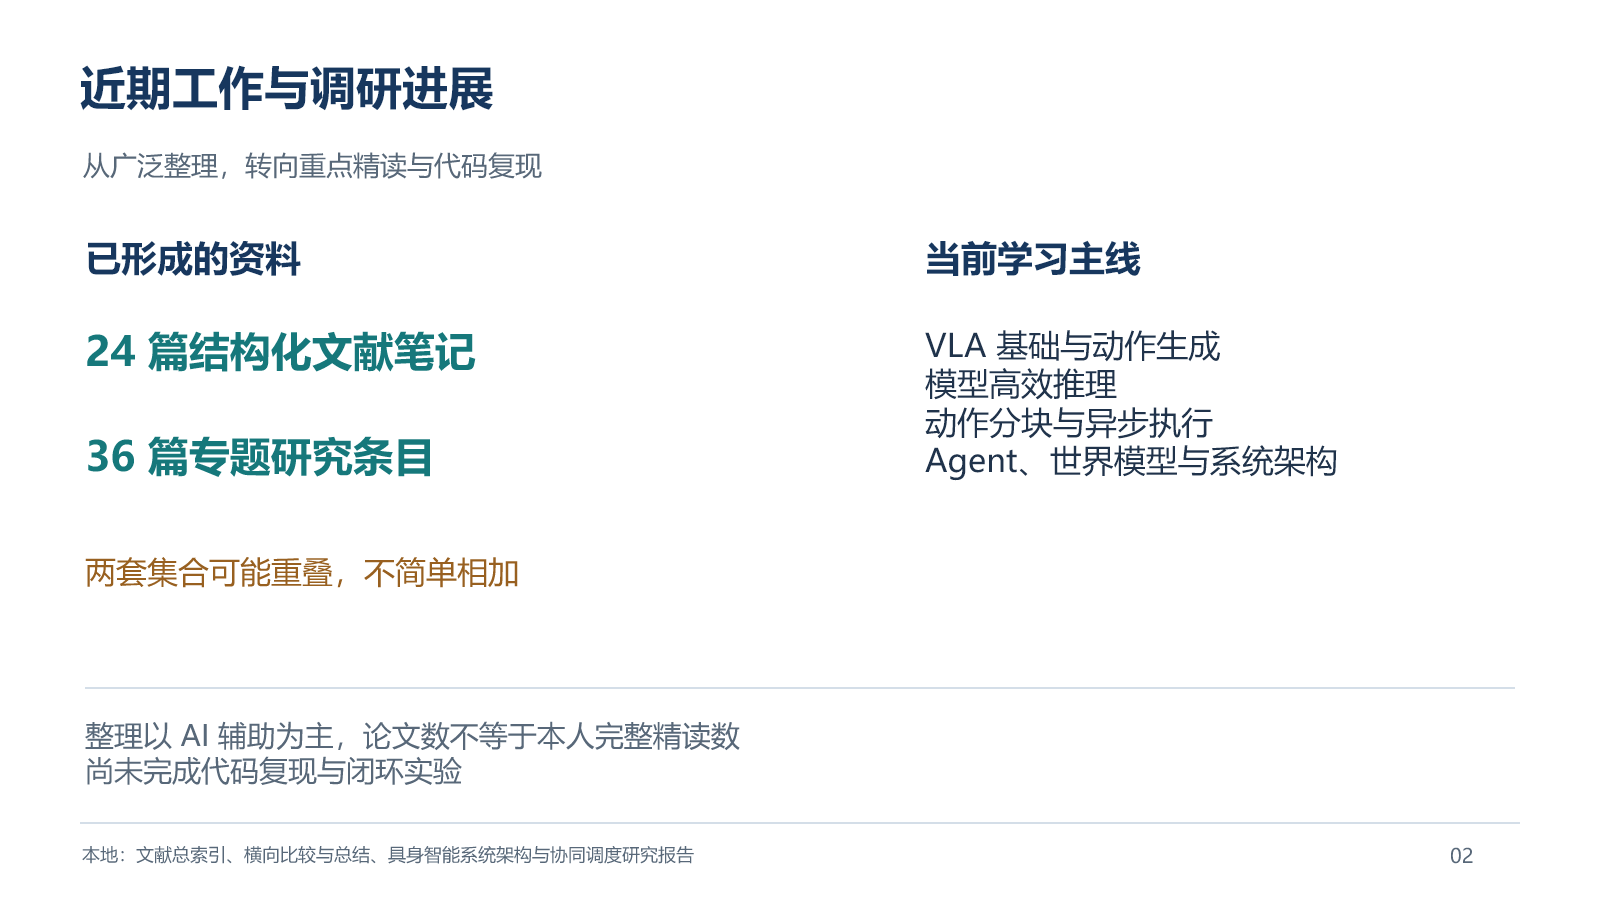 近期工作与调研进展
从广泛整理，转向重点精读与代码复现
已形成的资料
24 篇结构化文献笔记
36 篇专题研究条目
两套集合可能重叠，不简单相加
当前学习主线
VLA 基础与动作生成
模型高效推理
动作分块与异步执行
Agent、世界模型与系统架构
整理以 AI 辅助为主，论文数不等于本人完整精读数
尚未完成代码复现与闭环实验
本地：文献总索引、横向比较与总结、具身智能系统架构与协同调度研究报告
02